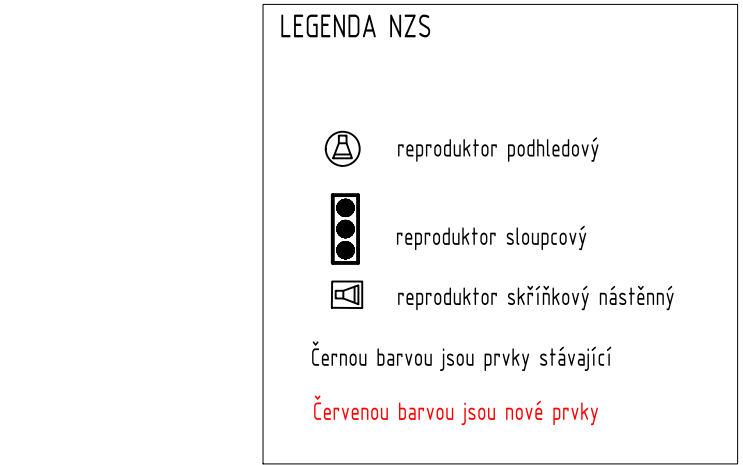 LEGENDA NZS
reproduktor podhledový
reproduktor sloupcový
reproduktor skříňkový nástěnný
Černou barvou jsou prvky stávající
Červenou barvou jsou nové prvky